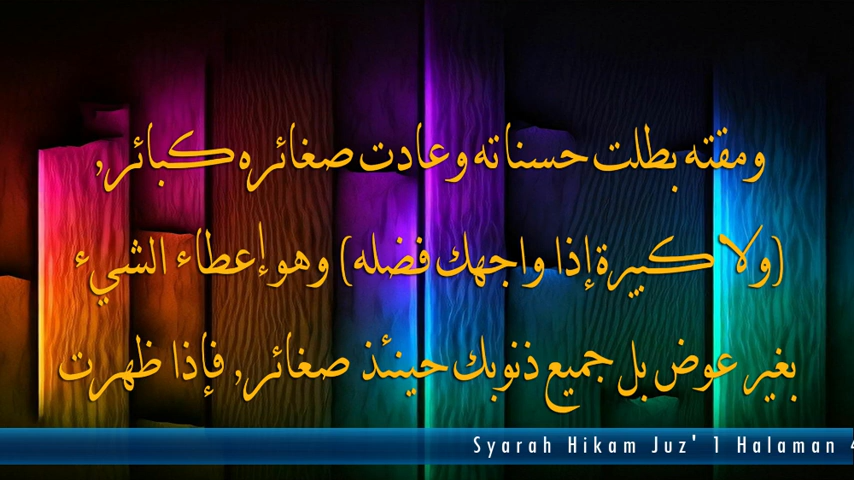 ومقته بطلت حسناته وعادت صغائره كبائر,
(ولا كبيرة إذا واجهك فضله) وهو إعطاء الشيء
بغير عوض بل جميع ذنوبك حينئذ صغائر, فإذا ظهرت
Syarah Hikam Juz' 1 Halaman